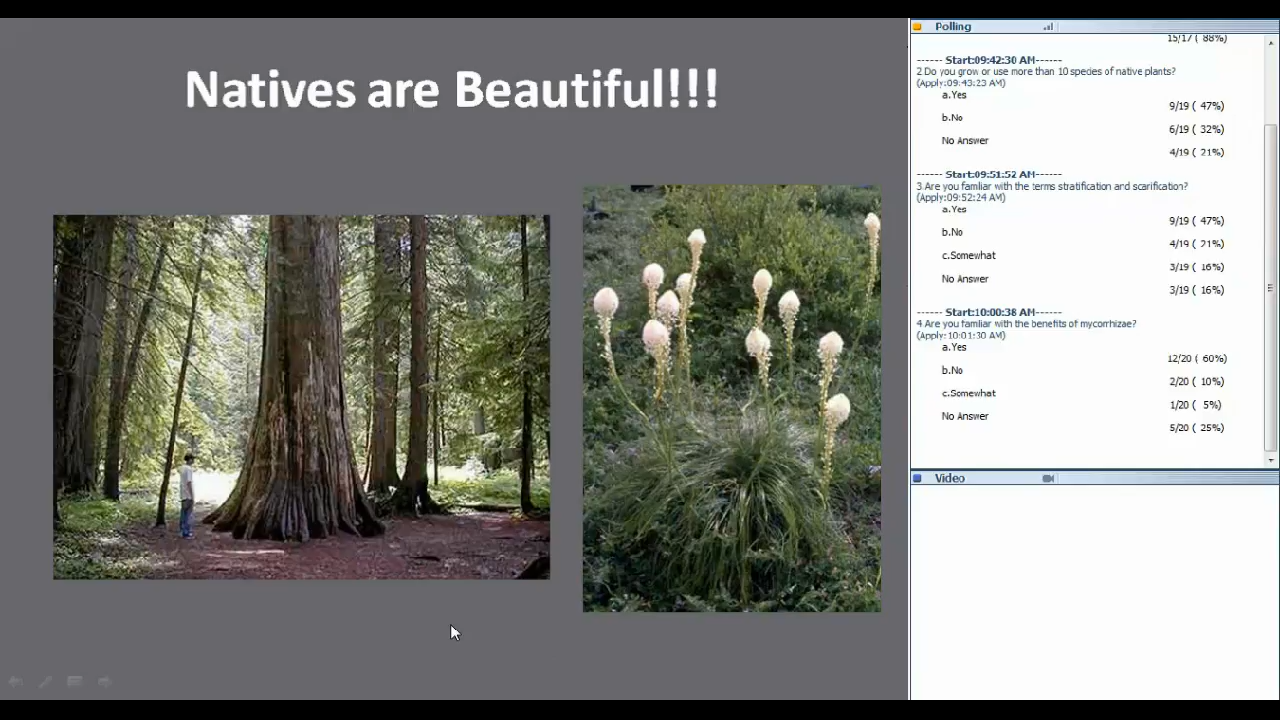 Natives are Beautiful!!!
Polling
15/17 ( 88%)
------ Start:09:42:30 AM------
2.Do you grow or use more than 10 species of native plants?
(Apply:09:43:23 AM)
a.Yes
9/19 ( 47%)
b.No
6/19 ( 32%)
No Answer
4/19 ( 21%)
------ Start:09:51:52 AM------
3.Are you familiar with the terms stratification and scarification?
(Apply:09:52:24 AM)
a.Yes
9/19 ( 47%)
b.No
4/19 ( 21%)
c.Somewhat
3/19 ( 16%)
No Answer
3/19 ( 16%)
------ Start:10:00:38 AM------
4.Are you familiar with the benefits of mycorrhizae?
(Apply:10:01:30 AM)
a.Yes
12/20 ( 60%)
b.No
2/20 ( 10%)
c.Somewhat
1/20 ( 5%)
No Answer
5/20 ( 25%)
Video